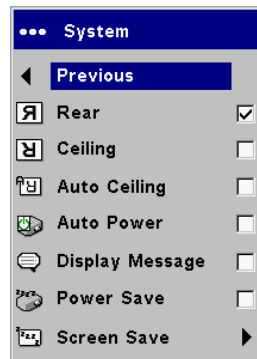 ••• System
Previous
Rear
Ceiling
Auto Ceiling
Auto Power
Display Message
Power Save
Screen Save